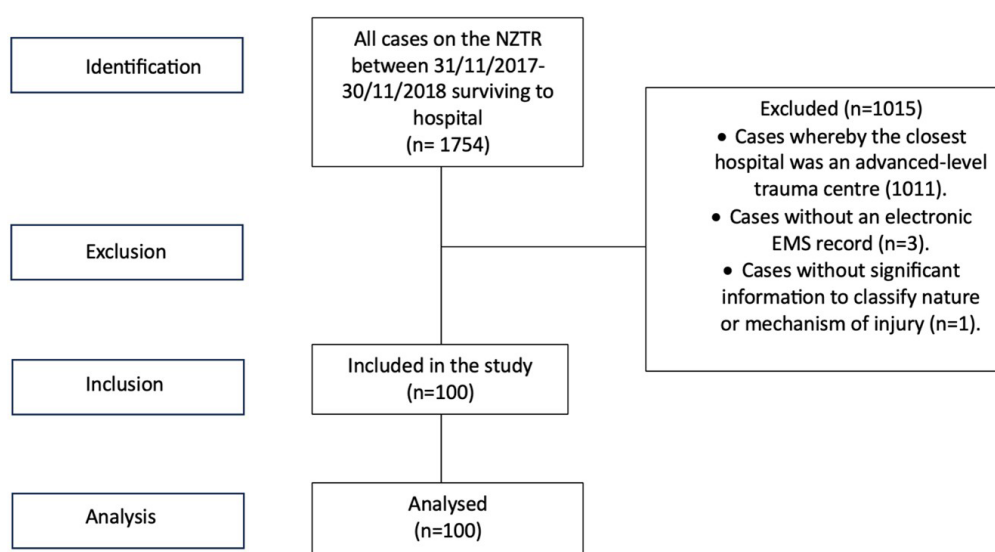 Identification
All cases on the NZTR
between 31/11/2017-
30/11/2018 surviving to
hospital
(n= 1754)
Excluded (n=1015)
• Cases whereby the closest
hospital was an advanced-level
trauma centre (1011).
• Cases without an electronic
EMS record (n=3).
• Cases without significant
information to classify nature
or mechanism of injury (n=1).
Exclusion
Inclusion
Included in the study
(n=100)
Analysis
Analysed
(n=100)